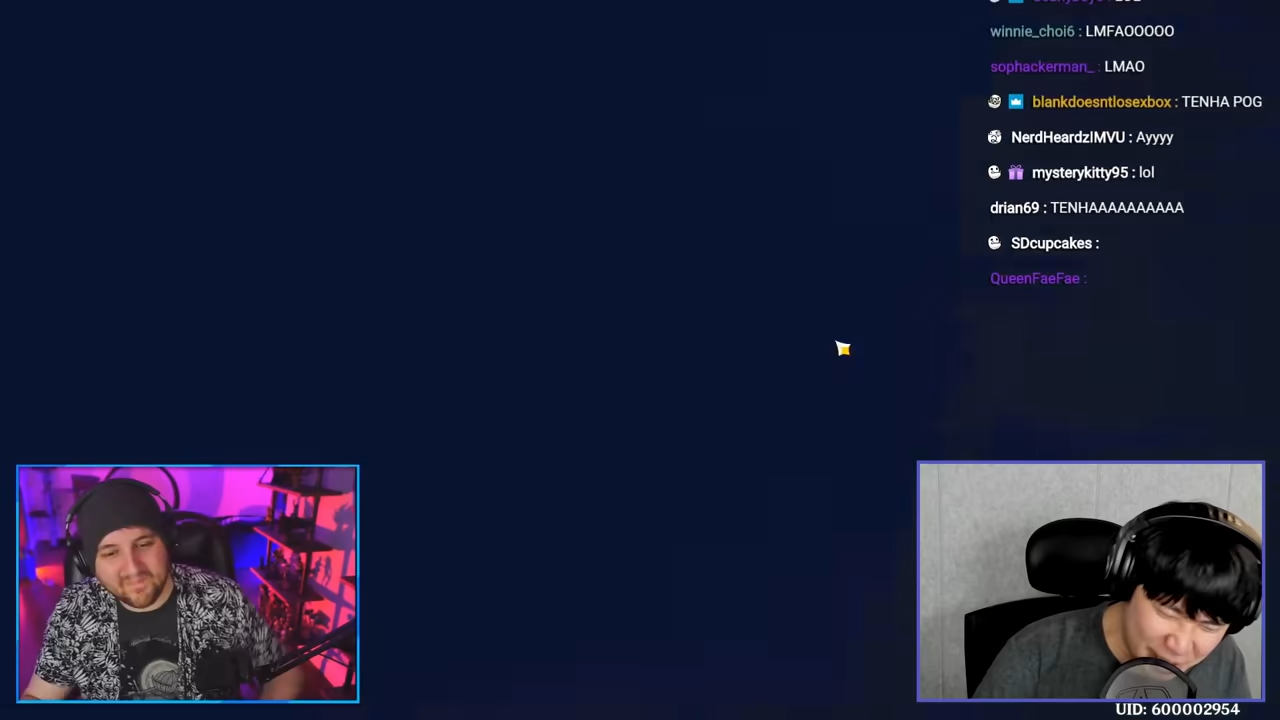 winnie_choi6 : LMFAOOOOO
sophackerman_ : LMAO
blankdoesntlosexbox : TENHA POG
NerdHeardzIMVU : Ayyyy
mysterykitty95 : lol
drian69 : TENHAAAAAAAAAA
SDcupcakes :
QueenFaeFae :
UID: 600002954